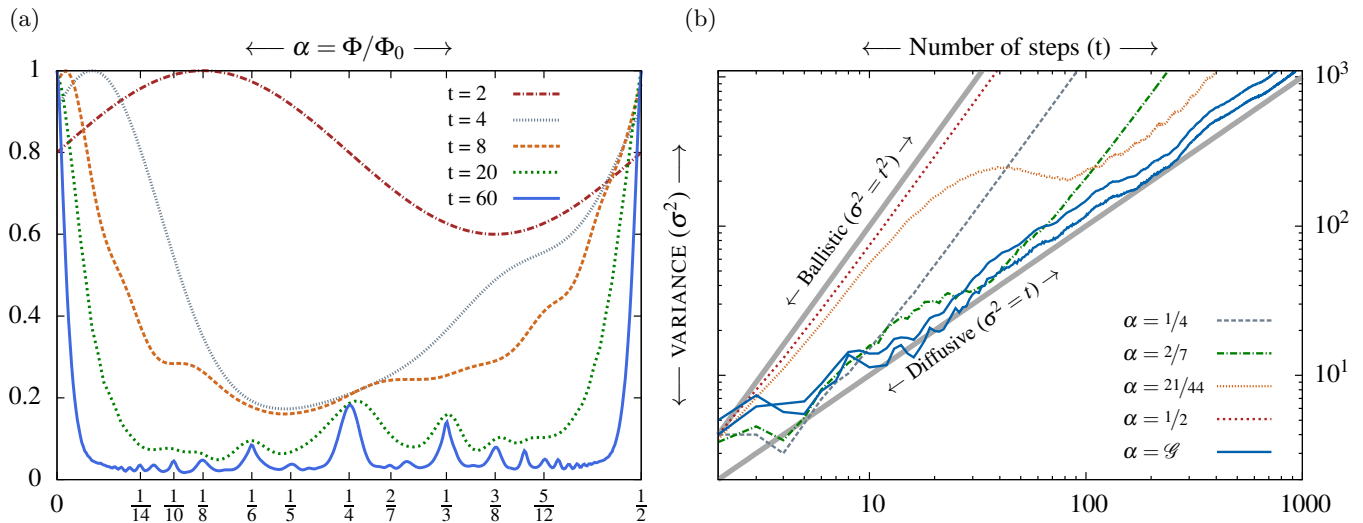 (a)
←— α = Φ/Φ₀ —→
1
0.8
0.6
0.4
0.2
0
t = 2
t = 4
t = 8
t = 20
t = 60
0 1/14 1/10 1/8 1/6 1/5 1/4 2/7 1/3 3/8 5/12 1/2
(b)
←— Number of steps (t) —→
←— VARIANCE (σ²) —→
← Ballistic (σ² = t²) →
← Diffusive (σ² = t) →
10³
10²
10¹
α = 1/4
α = 2/7
α = 21/44
α = 1/2
α = 𝒢
10 100 1000